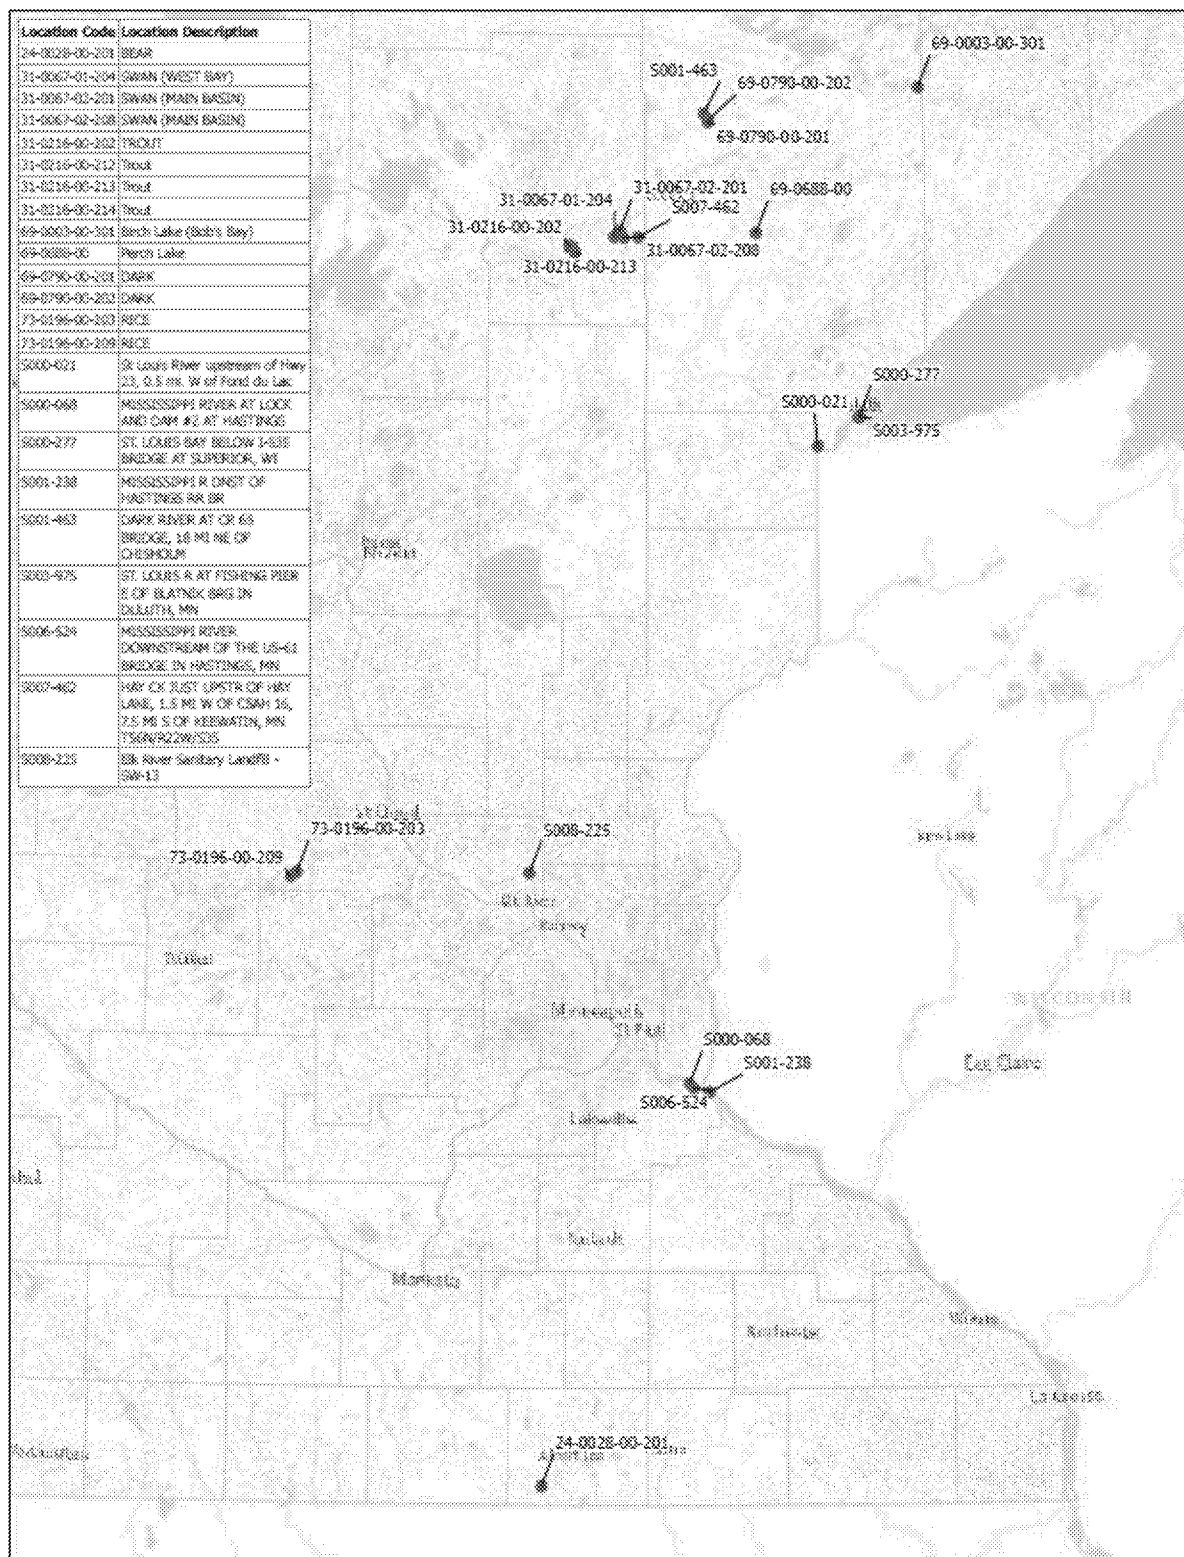 Location Code Location Description
24-0028-00-201 BEAR
31-0067-01-204 SWAN (WEST BAY)
31-0067-02-201 SWAN (MAIN BASIN)
31-0067-02-208 SWAN (MAIN BASIN)
31-0216-00-202 TROUT
31-0216-00-212 Trout
31-0216-00-213 Trout
31-0216-00-214 Trout
69-0003-00-301 Birch Lake (Bob's Bay)
69-0688-00 Perch Lake
69-0790-00-201 DARK
69-0790-00-202 DARK
73-0196-00-203 RICE
73-0196-00-209 RICE
S000-021 St Louis River upstream of Hwy
23, 0.5 mi. W of Fond du Lac
S000-068 MISSISSIPPI RIVER AT LOCK
AND DAM #2 AT HASTINGS
S000-277 ST. LOUIS BAY BELOW I-535
BRIDGE AT SUPERIOR, WI
S001-238 MISSISSIPPI R DNST OF
HASTINGS RR BR
S001-463 DARK RIVER AT CR 65
BRIDGE, 18 MI NE OF
CHISHOLM
S003-975 ST. LOUIS R AT FISHING PIER
E OF BLATNIK BRG IN
DULUTH, MN
S006-524 MISSISSIPPI RIVER
DOWNSTREAM OF THE US-61
BRIDGE IN HASTINGS, MN
S007-462 HAY CK JUST UPSTR OF HAY
LAKE, 1.5 MI W OF CSAH 16,
7.5 MI S OF KEEWATIN, MN
T56N/R22W/S35
S008-225 Elk River Sanitary Landfill -
SW-13
69-0003-00-301
S001-463
69-0790-00-202
69-0790-00-201
31-0067-01-204
31-0067-02-201
69-0688-00
S007-462
31-0216-00-202
31-0067-02-208
31-0216-00-213
S000-277
S000-021
S003-975
St Cloud
73-0196-00-203
S008-225
73-0196-00-209
Elk River
Ramsey
Willmar
WISCONSIN
Minneapolis
St Paul
S000-068
S001-238
Eau Claire
S006-524
Lakeville
Faribault
Mankato
Winona
Rochester
La Crosse
24-0028-00-201